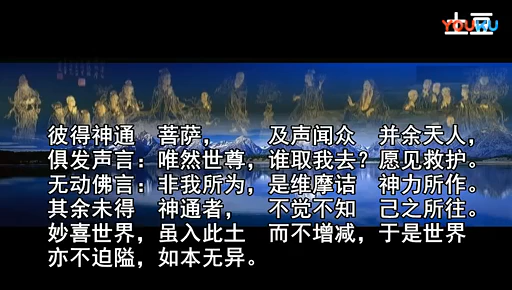 土豆
YOUKU
彼得神通 菩萨， 及声闻众 并余天人，
俱发声言：唯然世尊，谁取我去？愿见救护。
无动佛言：非我所为，是维摩诘 神力所作。
其余未得 神通者， 不觉不知 己之所往。
妙喜世界，虽入此土 而不增减，于是世界
亦不迫隘，如本无异。